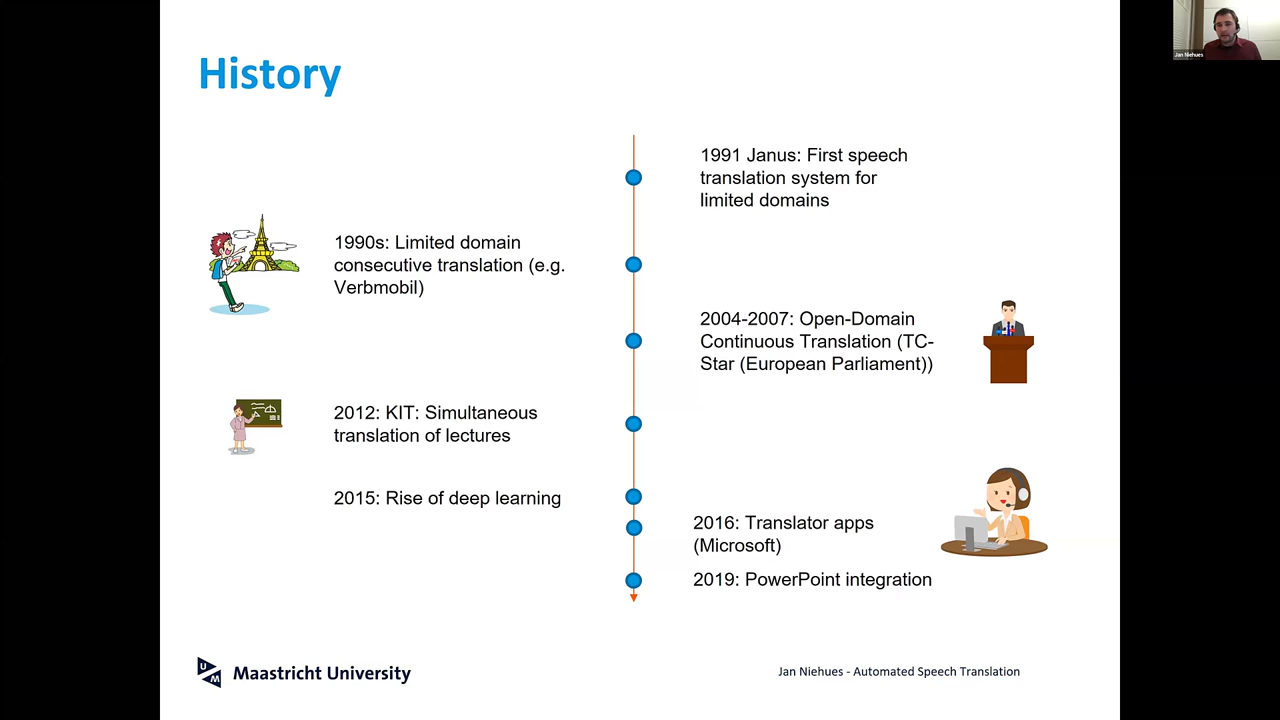 History
1991 Janus: First speech
translation system for
limited domains
1990s: Limited domain
consecutive translation (e.g.
Verbmobil)
2004-2007: Open-Domain
Continuous Translation (TC-
Star (European Parliament))
2012: KIT: Simultaneous
translation of lectures
2015: Rise of deep learning
2016: Translator apps
(Microsoft)
2019: PowerPoint integration
U M
Maastricht University
Jan Niehues - Automated Speech Translation
Jan Niehues